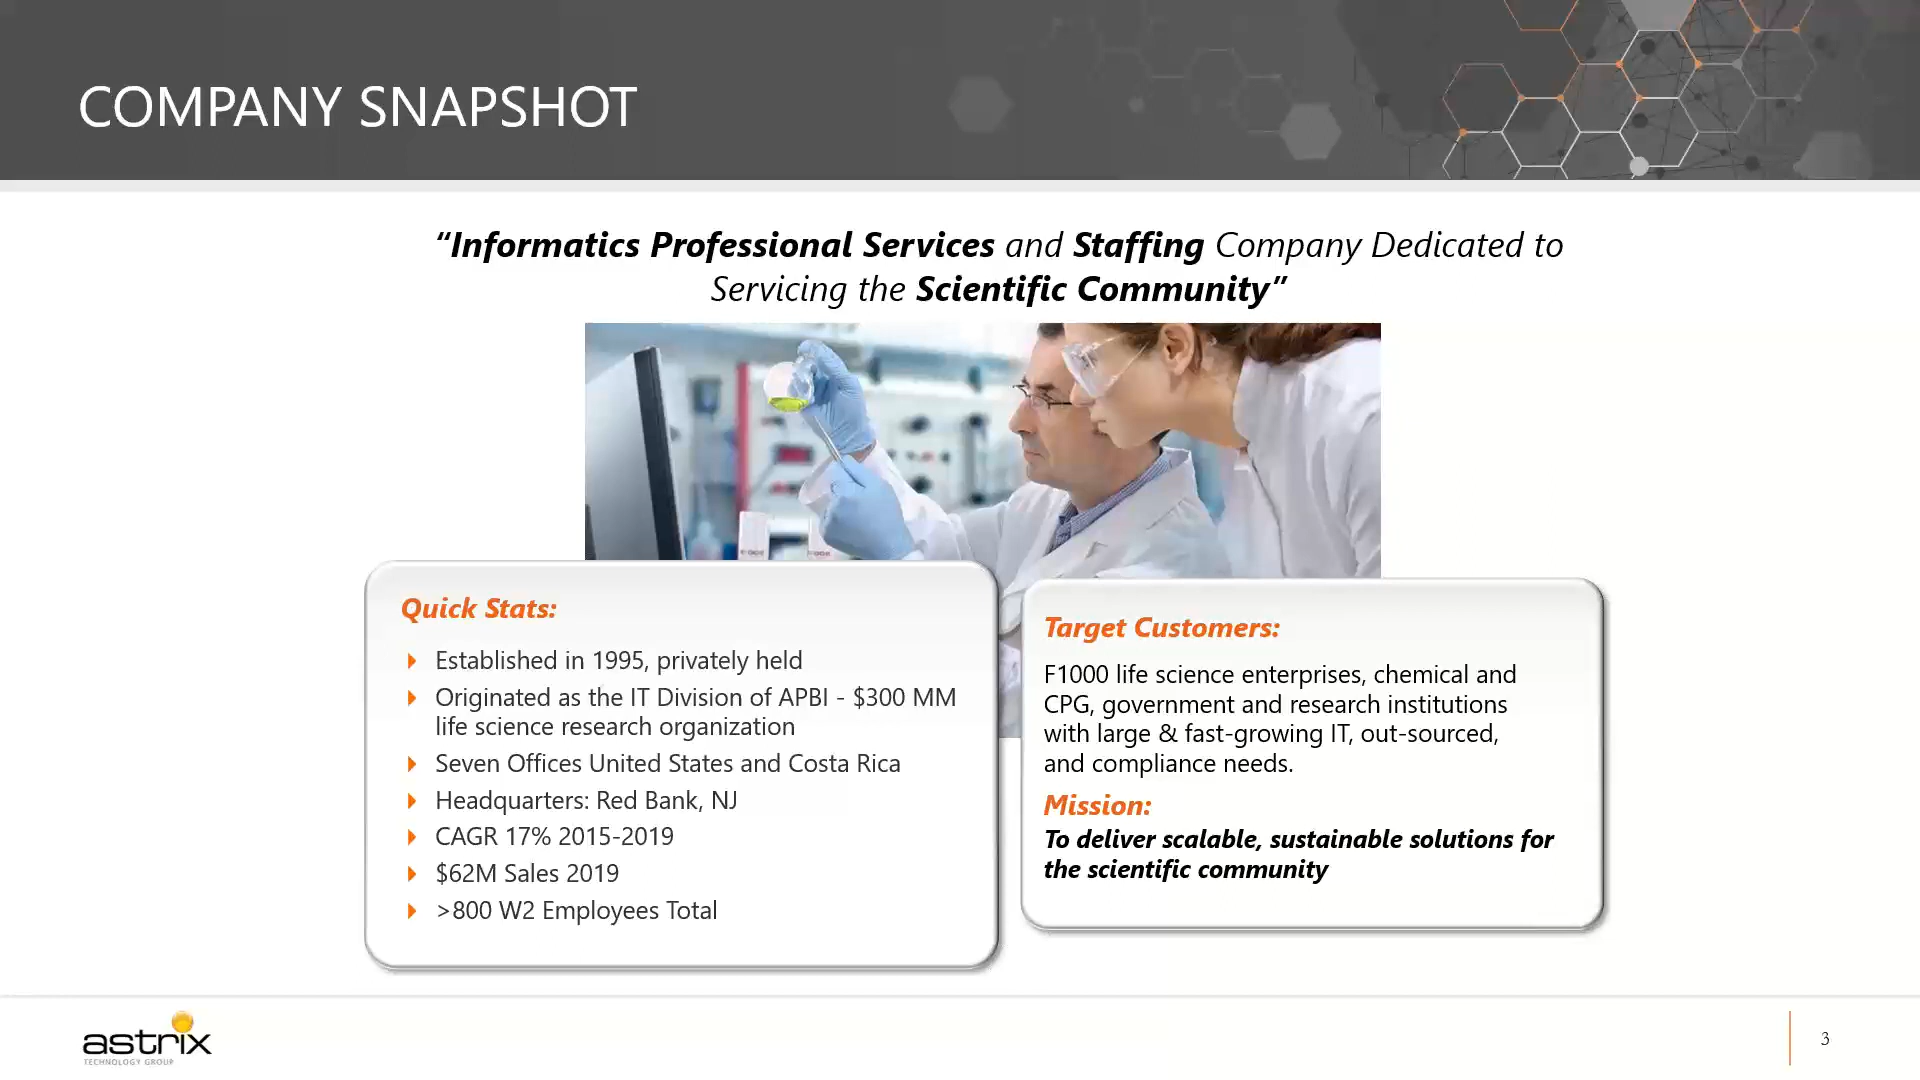 COMPANY SNAPSHOT
“Informatics Professional Services and Staffing Company Dedicated to
Servicing the Scientific Community”
Quick Stats:
Established in 1995, privately held
Originated as the IT Division of APBI - $300 MM
life science research organization
Seven Offices United States and Costa Rica
Headquarters: Red Bank, NJ
CAGR 17% 2015-2019
$62M Sales 2019
>800 W2 Employees Total
Target Customers:
F1000 life science enterprises, chemical and
CPG, government and research institutions
with large & fast-growing IT, out-sourced,
and compliance needs.
Mission:
To deliver scalable, sustainable solutions for
the scientific community
astrix
TECHNOLOGY GROUP
3